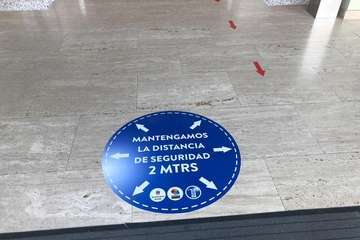 MANTENGAMOS
LA DISTANCIA
DE SEGURIDAD
2 MTRS